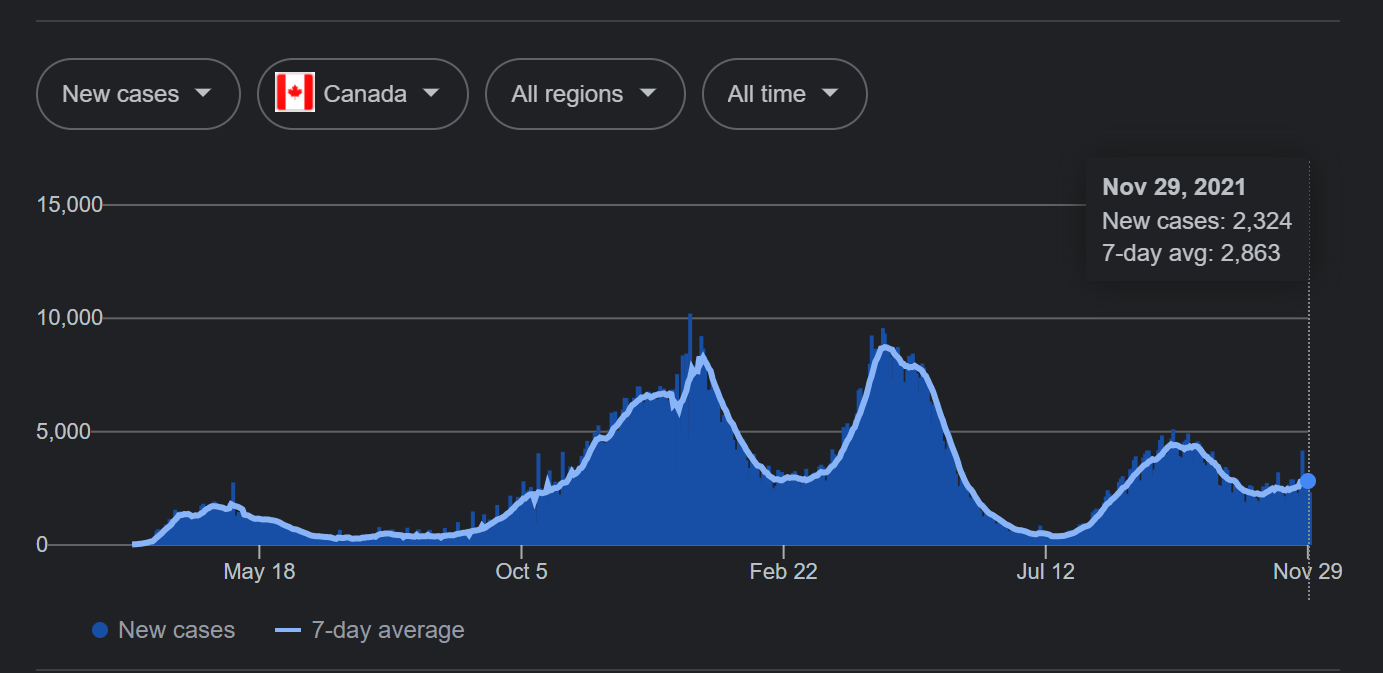 New cases
Canada
All regions
All time
Nov 29, 2021
New cases: 2,324
7-day avg: 2,863
15,000
10,000
5,000
0
May 18
Oct 5
Feb 22
Jul 12
Nov 29
New cases
7-day average